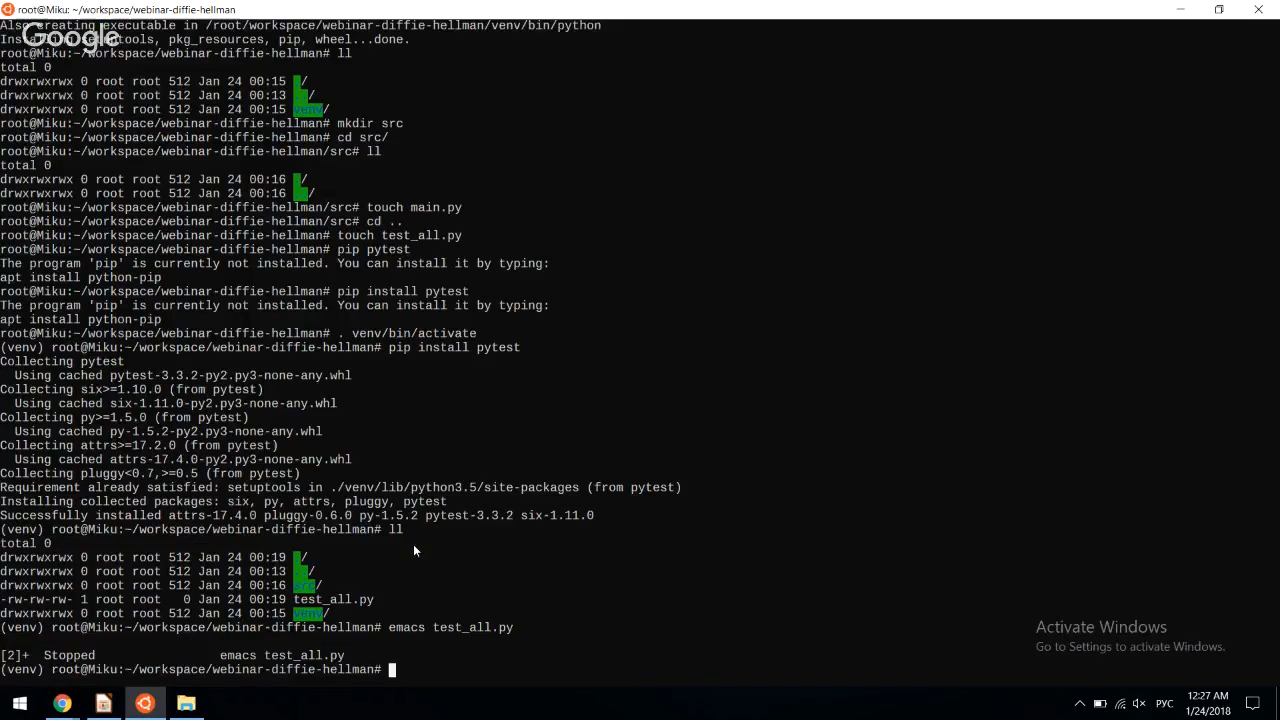 root@Miku: ~/workspace/webinar-diffie-hellman
Also creating executable in /root/workspace/webinar-diffie-hellman/venv/bin/python
Google
Installing setuptools, pkg_resources, pip, wheel...done.
root@Miku:~/workspace/webinar-diffie-hellman# ll
total 0
drwxrwxrwx 0 root root 512 Jan 24 00:15 ./
drwxrwxrwx 0 root root 512 Jan 24 00:13 ../
drwxrwxrwx 0 root root 512 Jan 24 00:15 venv/
root@Miku:~/workspace/webinar-diffie-hellman# mkdir src
root@Miku:~/workspace/webinar-diffie-hellman# cd src/
root@Miku:~/workspace/webinar-diffie-hellman/src# ll
total 0
drwxrwxrwx 0 root root 512 Jan 24 00:16 ./
drwxrwxrwx 0 root root 512 Jan 24 00:16 ../
root@Miku:~/workspace/webinar-diffie-hellman/src# touch main.py
root@Miku:~/workspace/webinar-diffie-hellman/src# cd ..
root@Miku:~/workspace/webinar-diffie-hellman# touch test_all.py
root@Miku:~/workspace/webinar-diffie-hellman# pip pytest
The program 'pip' is currently not installed. You can install it by typing:
apt install python-pip
root@Miku:~/workspace/webinar-diffie-hellman# pip install pytest
The program 'pip' is currently not installed. You can install it by typing:
apt install python-pip
root@Miku:~/workspace/webinar-diffie-hellman# . venv/bin/activate
(venv) root@Miku:~/workspace/webinar-diffie-hellman# pip install pytest
Collecting pytest
Using cached pytest-3.3.2-py2.py3-none-any.whl
Collecting six>=1.10.0 (from pytest)
Using cached six-1.11.0-py2.py3-none-any.whl
Collecting py>=1.5.0 (from pytest)
Using cached py-1.5.2-py2.py3-none-any.whl
Collecting attrs>=17.2.0 (from pytest)
Using cached attrs-17.4.0-py2.py3-none-any.whl
Collecting pluggy<0.7,>=0.5 (from pytest)
Requirement already satisfied: setuptools in ./venv/lib/python3.5/site-packages (from pytest)
Installing collected packages: six, py, attrs, pluggy, pytest
Successfully installed attrs-17.4.0 pluggy-0.6.0 py-1.5.2 pytest-3.3.2 six-1.11.0
(venv) root@Miku:~/workspace/webinar-diffie-hellman# ll
total 0
drwxrwxrwx 0 root root 512 Jan 24 00:19 ./
drwxrwxrwx 0 root root 512 Jan 24 00:13 ../
drwxrwxrwx 0 root root 512 Jan 24 00:16 src/
-rw-rw-rw- 1 root root   0 Jan 24 00:19 test_all.py
drwxrwxrwx 0 root root 512 Jan 24 00:15 venv/
(venv) root@Miku:~/workspace/webinar-diffie-hellman# emacs test_all.py
[2]+  Stopped                 emacs test_all.py
(venv) root@Miku:~/workspace/webinar-diffie-hellman#
Activate Windows
Go to Settings to activate Windows.
РУС
12:27 AM
1/24/2018